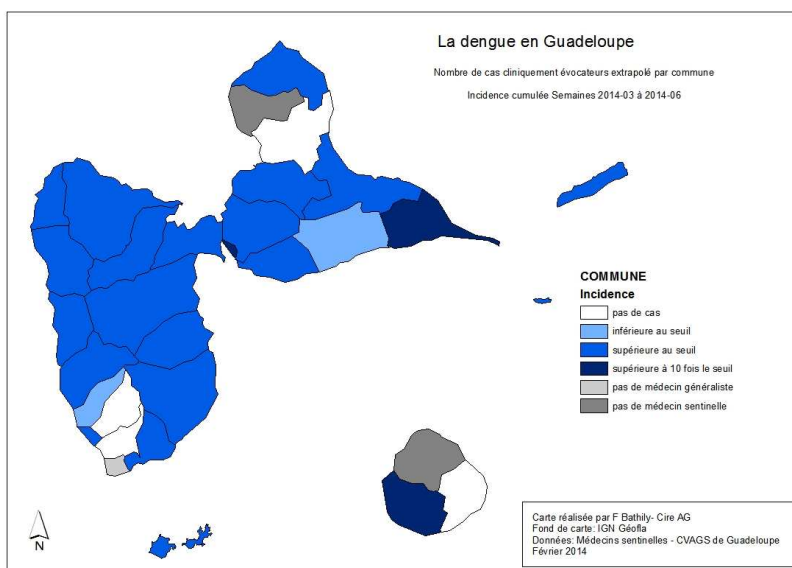 La dengue en Guadeloupe
Nombre de cas cliniquement évocateurs extrapolé par commune
Incidence cumulée Semaines 2014-03 à 2014-06
COMMUNE
Incidence
pas de cas
inférieure au seuil
supérieure au seuil
supérieure à 10 fois le seuil
pas de médecin généraliste
pas de médecin sentinelle
N
Carte réalisée par F Bathily- Cire AG
Fond de carte: IGN Géofla
Données: Médecins sentinelles - CVAGS de Guadeloupe
Février 2014